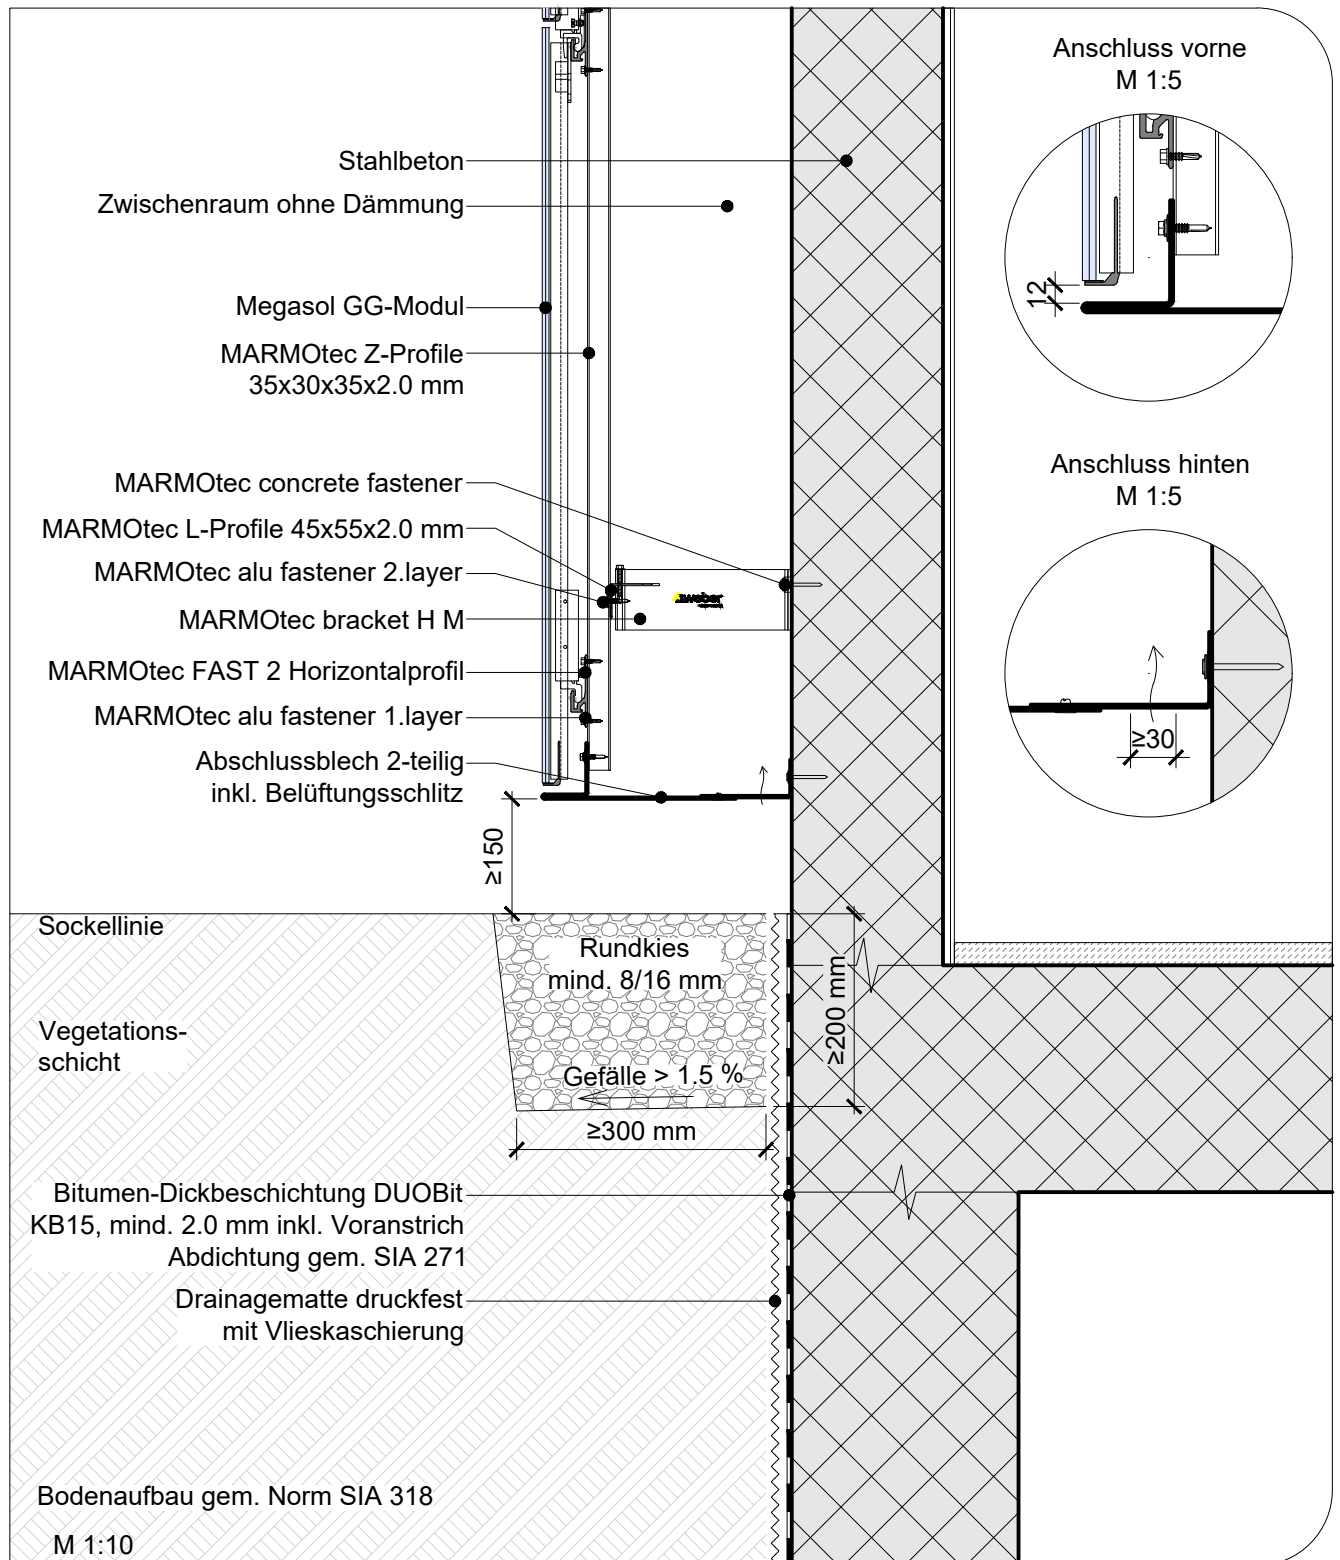 Anschluss vorne
M 1:5
Stahlbeton
Zwischenraum ohne Dämmung
Megasol GG-Modul
MARMOtec Z-Profile
35x30x35x2.0 mm
12
Anschluss hinten
M 1:5
MARMOtec concrete fastener
MARMOtec L-Profile 45x55x2.0 mm
MARMOtec alu fastener 2.layer
weber
MARMOtec bracket H M
MARMOtec FAST 2 Horizontalprofil
MARMOtec alu fastener 1.layer
≥30
Abschlussblech 2-teilig
inkl. Belüftungsschlitz
≥150
Sockellinie
Rundkies
mind. 8/16 mm
≥200 mm
Vegetations-
schicht
Gefälle > 1.5 %
≥300 mm
Bitumen-Dickbeschichtung DUOBit
KB15, mind. 2.0 mm inkl. Voranstrich
Abdichtung gem. SIA 271
Drainagematte druckfest
mit Vlieskaschierung
Bodenaufbau gem. Norm SIA 318
M 1:10